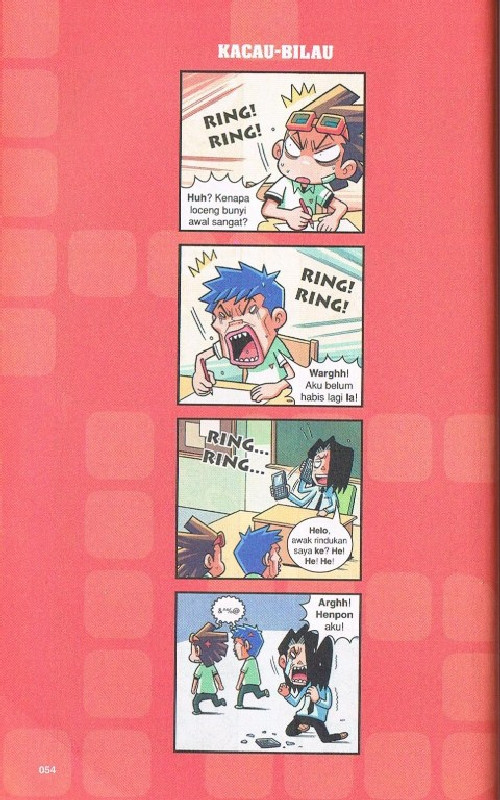 KACAU-BILAU
RING!
RING!
Huh? Kenapa
loceng bunyi
awal sangat?
RING!
RING!
Warghh!
Aku belum
habis lagi la!
RING...
RING...
Helo,
awak rindukan
saya ke? He!
He! He!
&^%@
Arghh!
Henpon
aku!
054